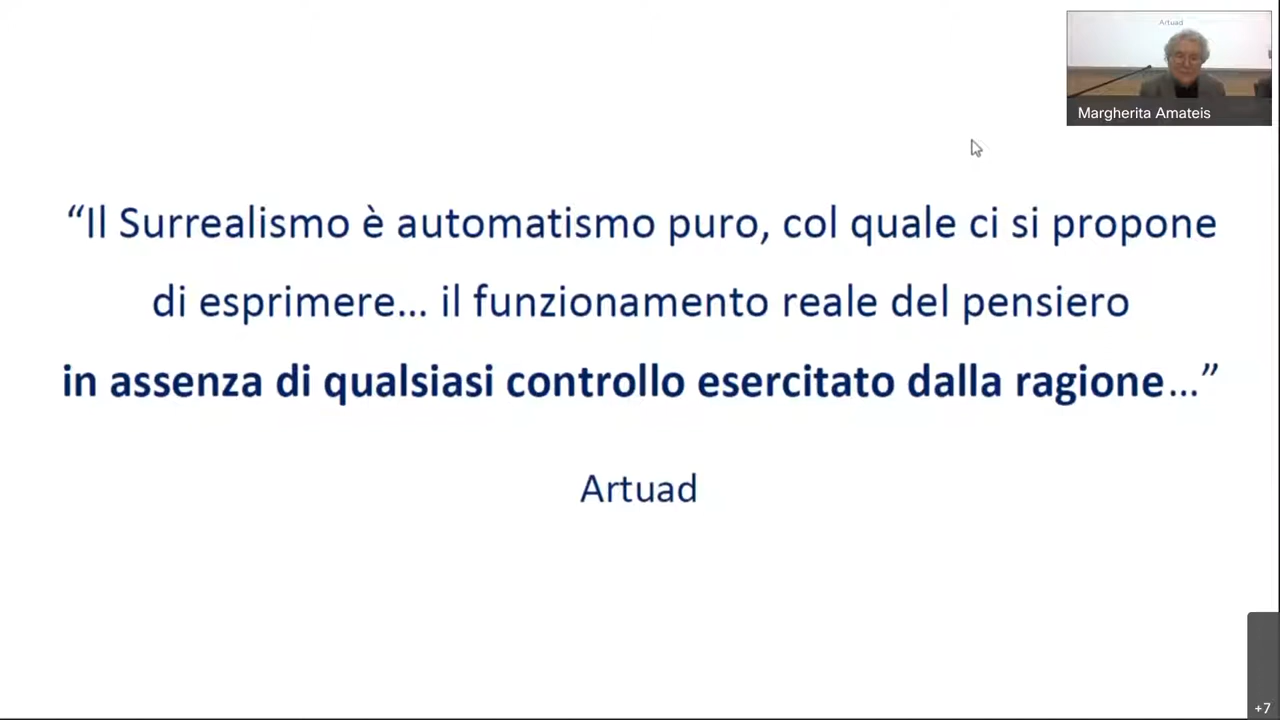 Artuad
Margherita Amateis
“Il Surrealismo è automatismo puro, col quale ci si propone
di esprimere... il funzionamento reale del pensiero
in assenza di qualsiasi controllo esercitato dalla ragione...”
Artuad
+7